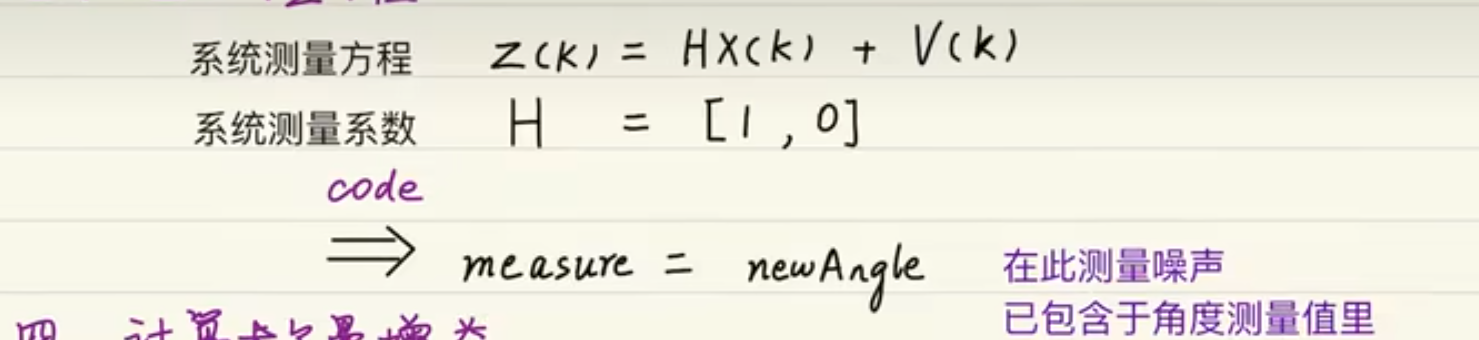 系统测量方程 Z(k) = HX(k) + V(k)
系统测量系数 H = [1 , 0]
code
⇒ measure = newAngle 在此测量噪声
已包含于角度测量值里
四 计算卡尔曼增益